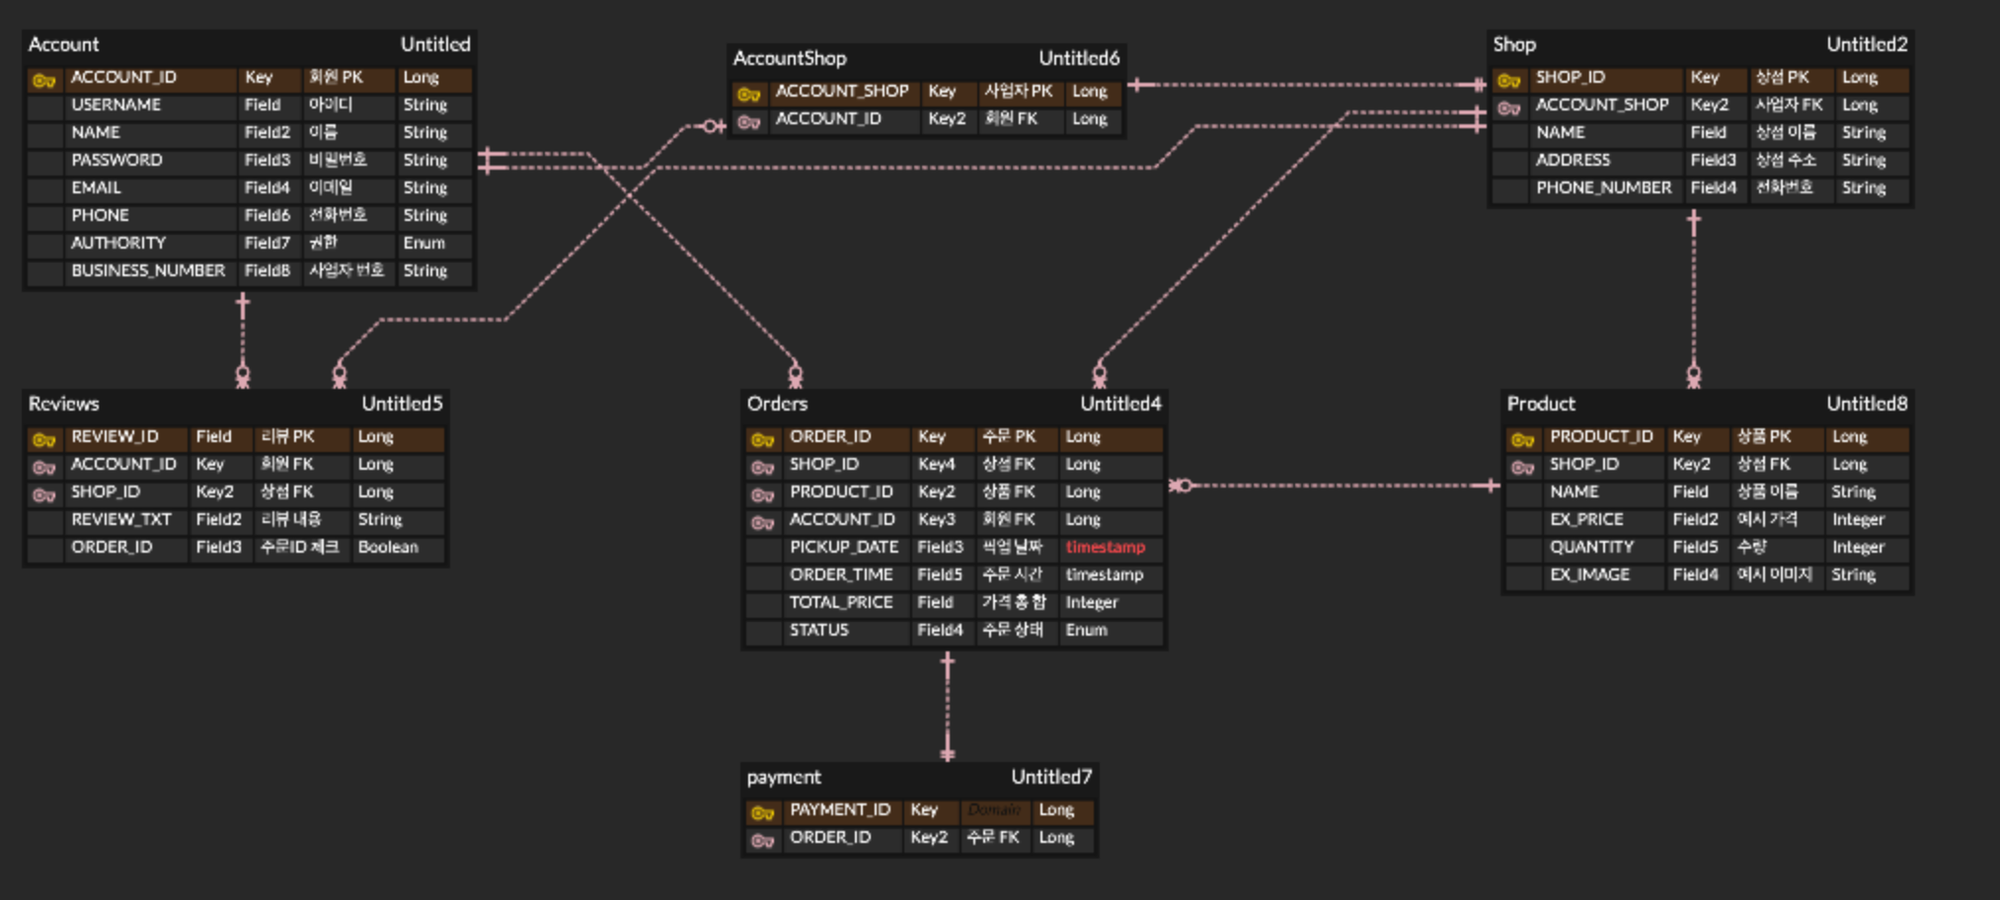 Account Untitled
ACCOUNT_ID Key 회원 PK Long
USERNAME Field 아이디 String
NAME Field2 이름 String
PASSWORD Field3 비밀번호 String
EMAIL Field4 이메일 String
PHONE Field6 전화번호 String
AUTHORITY Field7 권한 Enum
BUSINESS_NUMBER Field8 사업자 번호 String
AccountShop Untitled6
ACCOUNT_SHOP Key 사업자 PK Long
ACCOUNT_ID Key2 회원 FK Long
Shop Untitled2
SHOP_ID Key 상점 PK Long
ACCOUNT_SHOP Key2 사업자 FK Long
NAME Field 상점 이름 String
ADDRESS Field3 상점 주소 String
PHONE_NUMBER Field4 전화번호 String
Reviews Untitled5
REVIEW_ID Field 리뷰 PK Long
ACCOUNT_ID Key 회원 FK Long
SHOP_ID Key2 상점 FK Long
REVIEW_TXT Field2 리뷰 내용 String
ORDER_ID Field3 주문ID 체크 Boolean
Orders Untitled4
ORDER_ID Key 주문 PK Long
SHOP_ID Key4 상점 FK Long
PRODUCT_ID Key2 상품 FK Long
ACCOUNT_ID Key3 회원 FK Long
PICKUP_DATE Field3 픽업 날짜 timestamp
ORDER_TIME Field5 주문 시간 timestamp
TOTAL_PRICE Field 가격 총 합 Integer
STATUS Field4 주문 상태 Enum
Product Untitled8
PRODUCT_ID Key 상품 PK Long
SHOP_ID Key2 상점 FK Long
NAME Field 상품 이름 String
EX_PRICE Field2 예시 가격 Integer
QUANTITY Field5 수량 Integer
EX_IMAGE Field4 예시 이미지 String
payment Untitled7
PAYMENT_ID Key Domain Long
ORDER_ID Key2 주문 FK Long